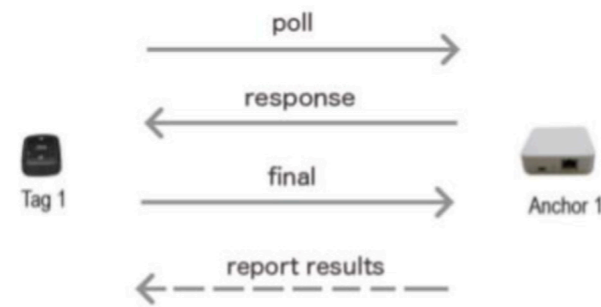 poll
response
Tag 1
final
Anchor 1
report results